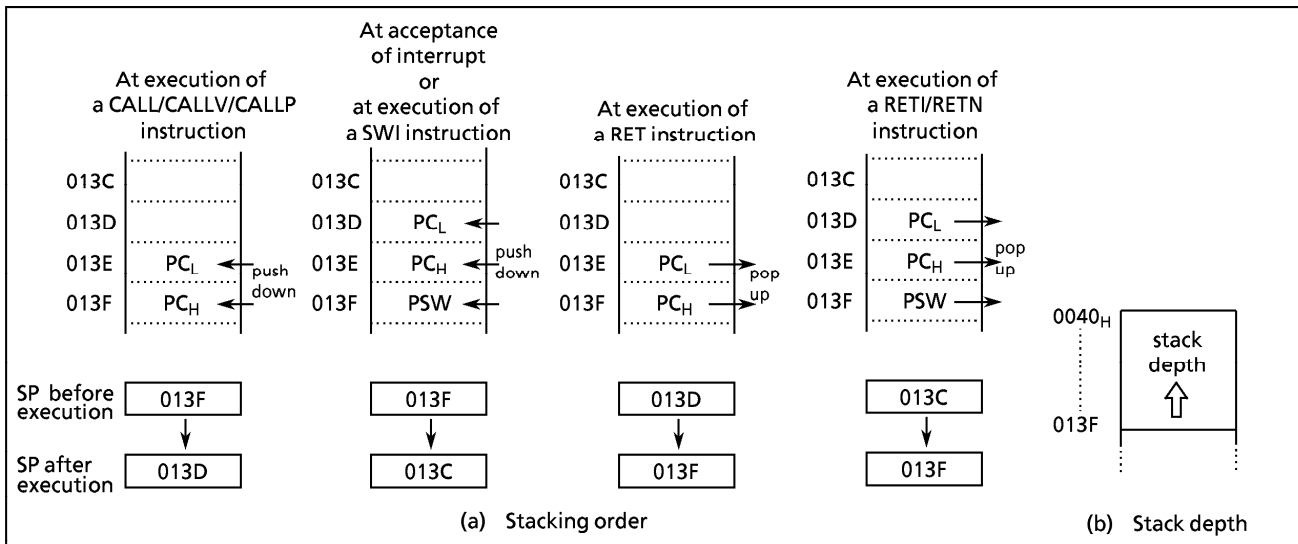 At execution of
a CALL/CALLV/CALLP
instruction
013C
013D
013E PCL
013F PCH
push
down
At acceptance
of interrupt
or
at execution of
a SWI instruction
013C
013D PCL
013E PCH
013F PSW
push
down
At execution of
a RET instruction
013C
013D
013E PCL
013F PCH
pop
up
At execution of
a RETI/RETN
instruction
013C
013D PCL
013E PCH
013F PSW
pop
up
SP before
execution
013F
013F
013D
013C
SP after
execution
013D
013C
013F
013F
(a) Stacking order
0040H
stack
depth
013F
(b) Stack depth